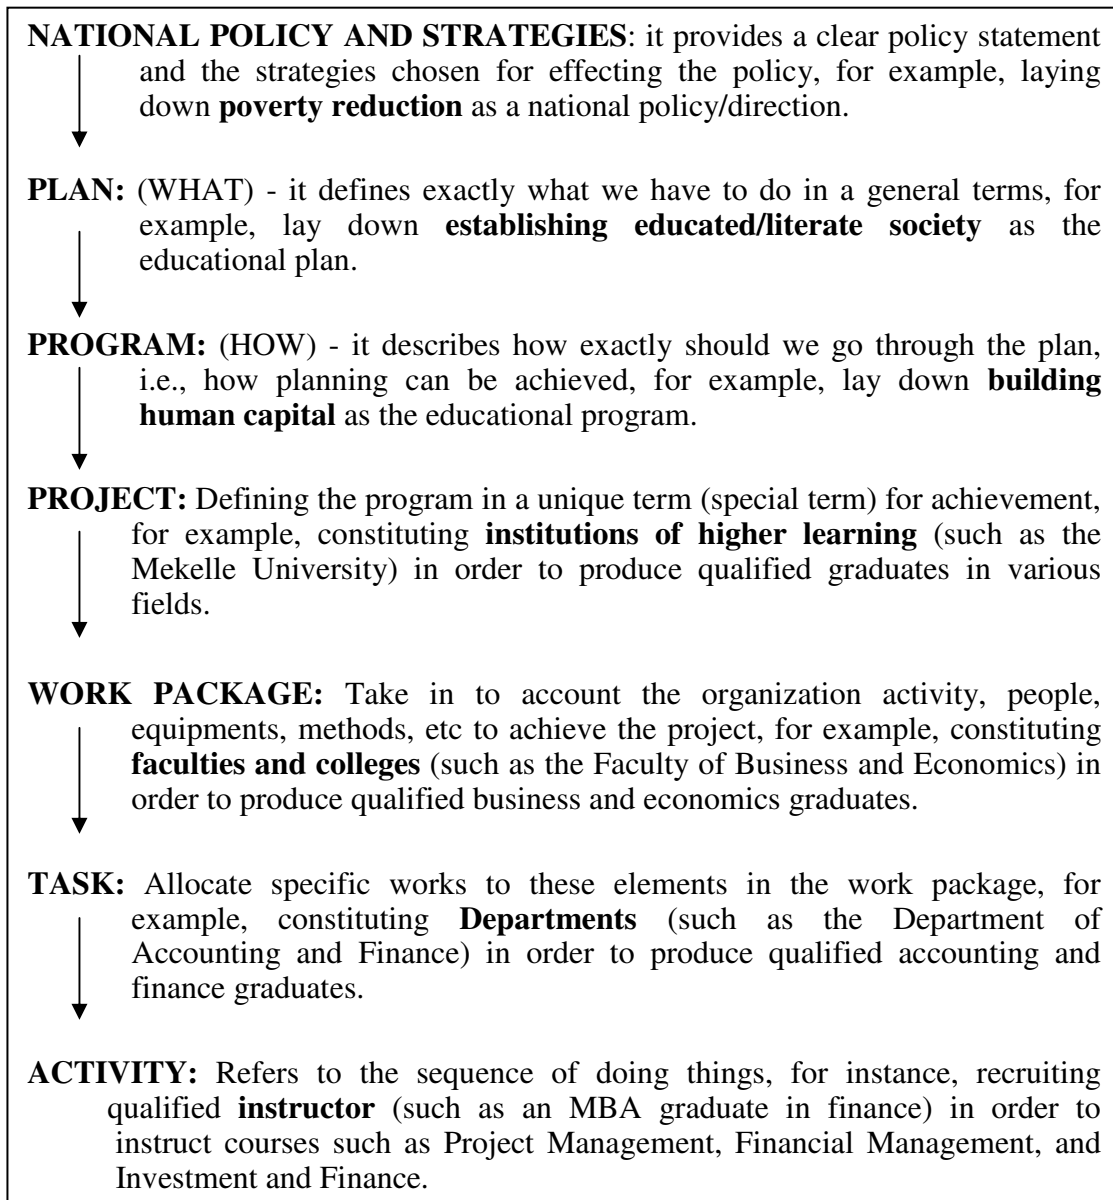 NATIONAL POLICY AND STRATEGIES: it provides a clear policy statement
and the strategies chosen for effecting the policy, for example, laying
down poverty reduction as a national policy/direction.
PLAN: (WHAT) - it defines exactly what we have to do in a general terms, for
example, lay down establishing educated/literate society as the
educational plan.
PROGRAM: (HOW) - it describes how exactly should we go through the plan,
i.e., how planning can be achieved, for example, lay down building
human capital as the educational program.
PROJECT: Defining the program in a unique term (special term) for achievement,
for example, constituting institutions of higher learning (such as the
Mekelle University) in order to produce qualified graduates in various
fields.
WORK PACKAGE: Take in to account the organization activity, people,
equipments, methods, etc to achieve the project, for example, constituting
faculties and colleges (such as the Faculty of Business and Economics) in
order to produce qualified business and economics graduates.
TASK: Allocate specific works to these elements in the work package, for
example, constituting Departments (such as the Department of
Accounting and Finance) in order to produce qualified accounting and
finance graduates.
ACTIVITY: Refers to the sequence of doing things, for instance, recruiting
qualified instructor (such as an MBA graduate in finance) in order to
instruct courses such as Project Management, Financial Management, and
Investment and Finance.